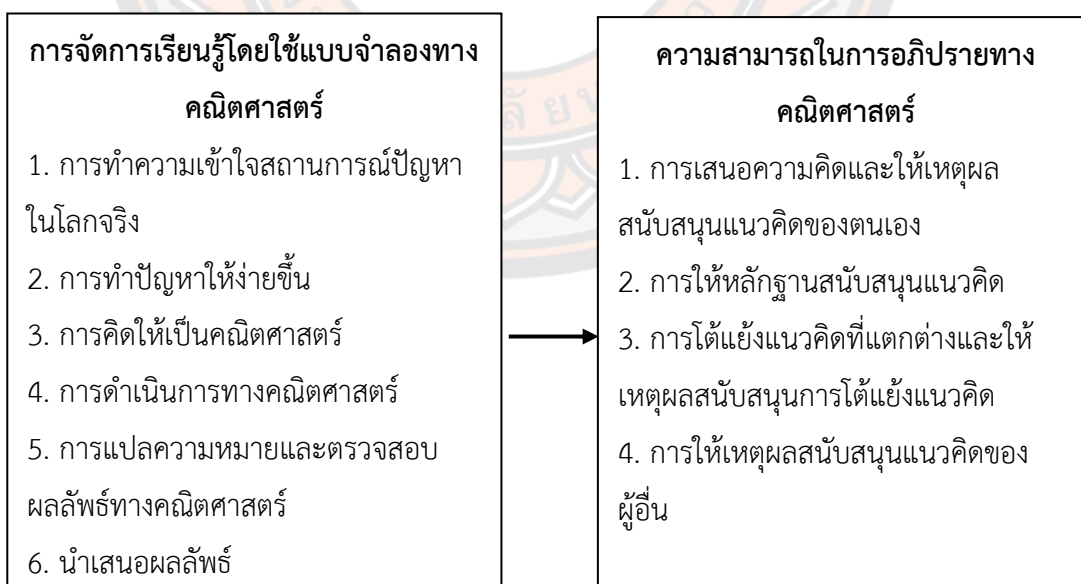 การจัดการเรียนรู้โดยใช้แบบจำลองทาง
คณิตศาสตร์
1. การทำความเข้าใจสถานการณ์ปัญหา
ในโลกจริง
2. การทำปัญหาให้ง่ายขึ้น
3. การคิดให้เป็นคณิตศาสตร์
4. การดำเนินการทางคณิตศาสตร์
5. การแปลความหมายและตรวจสอบ
ผลลัพธ์ทางคณิตศาสตร์
6. นำเสนอผลลัพธ์
ความสามารถในการอภิปรายทาง
คณิตศาสตร์
1. การเสนอความคิดและให้เหตุผล
สนับสนุนแนวคิดของตนเอง
2. การให้หลักฐานสนับสนุนแนวคิด
3. การโต้แย้งแนวคิดที่แตกต่างและให้
เหตุผลสนับสนุนการโต้แย้งแนวคิด
4. การให้เหตุผลสนับสนุนแนวคิดของ
ผู้อื่น